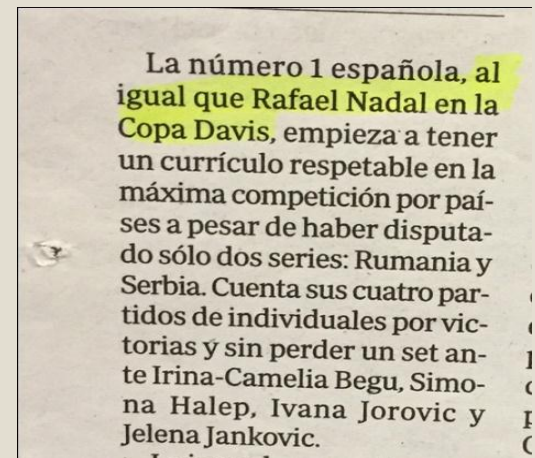 La número 1 española, al
igual que Rafael Nadal en la
Copa Davis, empieza a tener
un currículo respetable en la
máxima competición por paí-
ses a pesar de haber disputa-
do sólo dos series: Rumania y
Serbia. Cuenta sus cuatro par-
tidos de individuales por vic-
torias y sin perder un set an-
te Irina-Camelia Begu, Simo-
na Halep, Ivana Jorovic y
Jelena Jankovic.